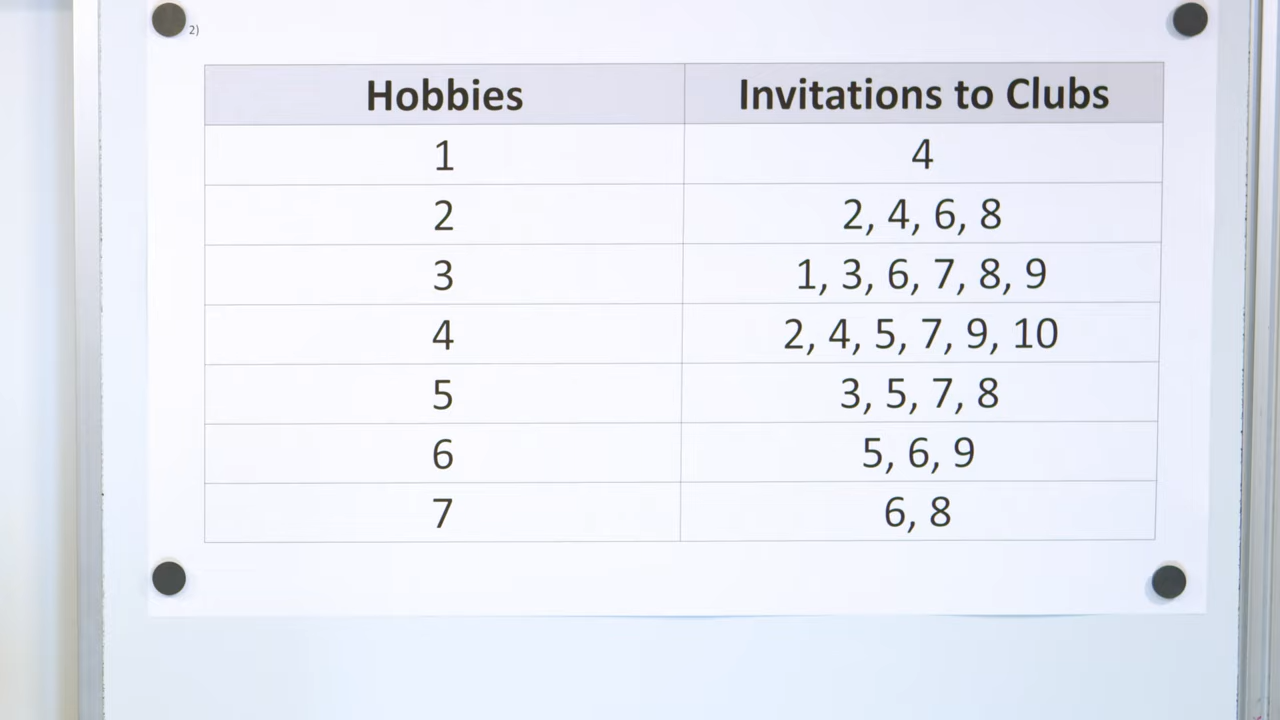 2)
Hobbies Invitations to Clubs
1 4
2 2, 4, 6, 8
3 1, 3, 6, 7, 8, 9
4 2, 4, 5, 7, 9, 10
5 3, 5, 7, 8
6 5, 6, 9
7 6, 8